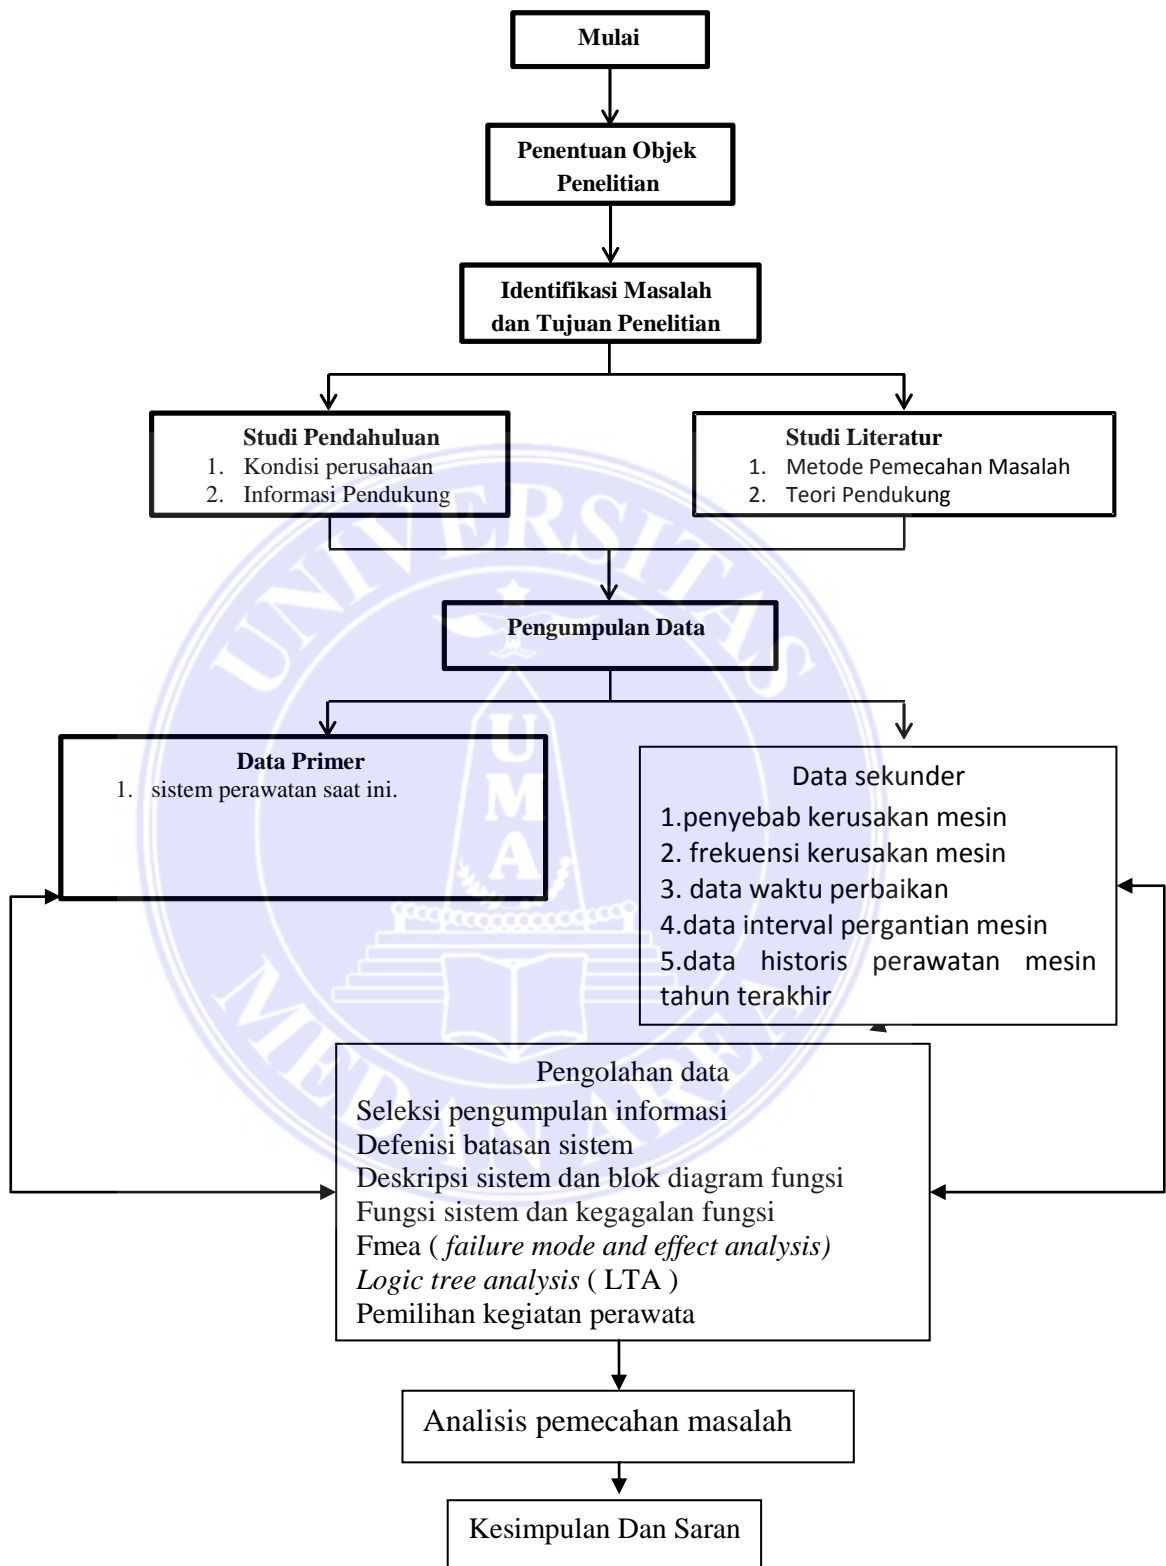 Mulai
Penentuan Objek
Penelitian
Identifikasi Masalah
dan Tujuan Penelitian
Studi Pendahuluan
1. Kondisi perusahaan
2. Informasi Pendukung
Studi Literatur
1. Metode Pemecahan Masalah
2. Teori Pendukung
Pengumpulan Data
Data Primer
1. sistem perawatan saat ini.
Data sekunder
1.penyebab kerusakan mesin
2. frekuensi kerusakan mesin
3. data waktu perbaikan
4.data interval pergantian mesin
5.data historis perawatan mesin
tahun terakhir
Pengolahan data
Seleksi pengumpulan informasi
Defenisi batasan sistem
Deskripsi sistem dan blok diagram fungsi
Fungsi sistem dan kegagalan fungsi
Fmea ( failure mode and effect analysis)
Logic tree analysis ( LTA )
Pemilihan kegiatan perawata
Analisis pemecahan masalah
Kesimpulan Dan Saran
UNIVERSITAS
UMA
MEDAN AREA